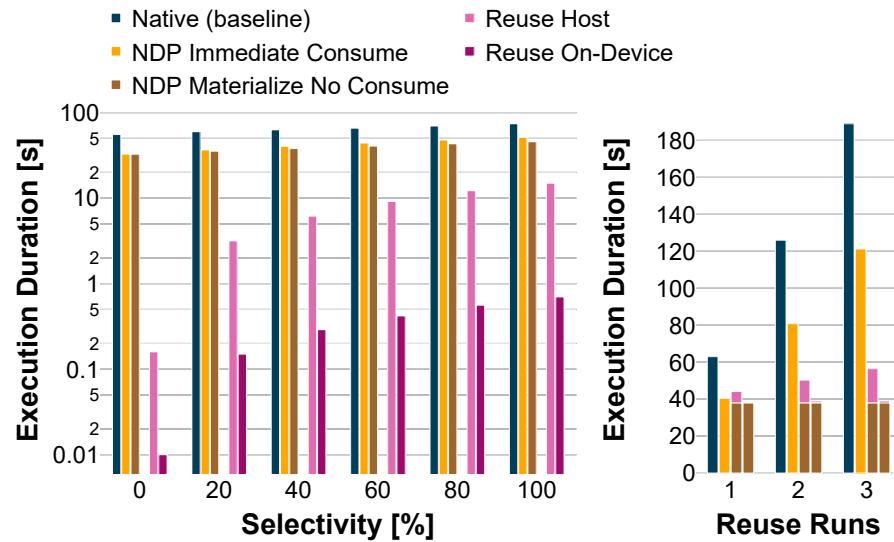 Native (baseline)
Reuse Host
NDP Immediate Consume
Reuse On-Device
NDP Materialize No Consume
Execution Duration [s]
100
5
2
10
5
2
1
5
2
0.1
5
2
0.01
0 20 40 60 80 100
Selectivity [%]
Execution Duration [s]
180
160
140
120
100
80
60
40
20
0
1 2 3
Reuse Runs